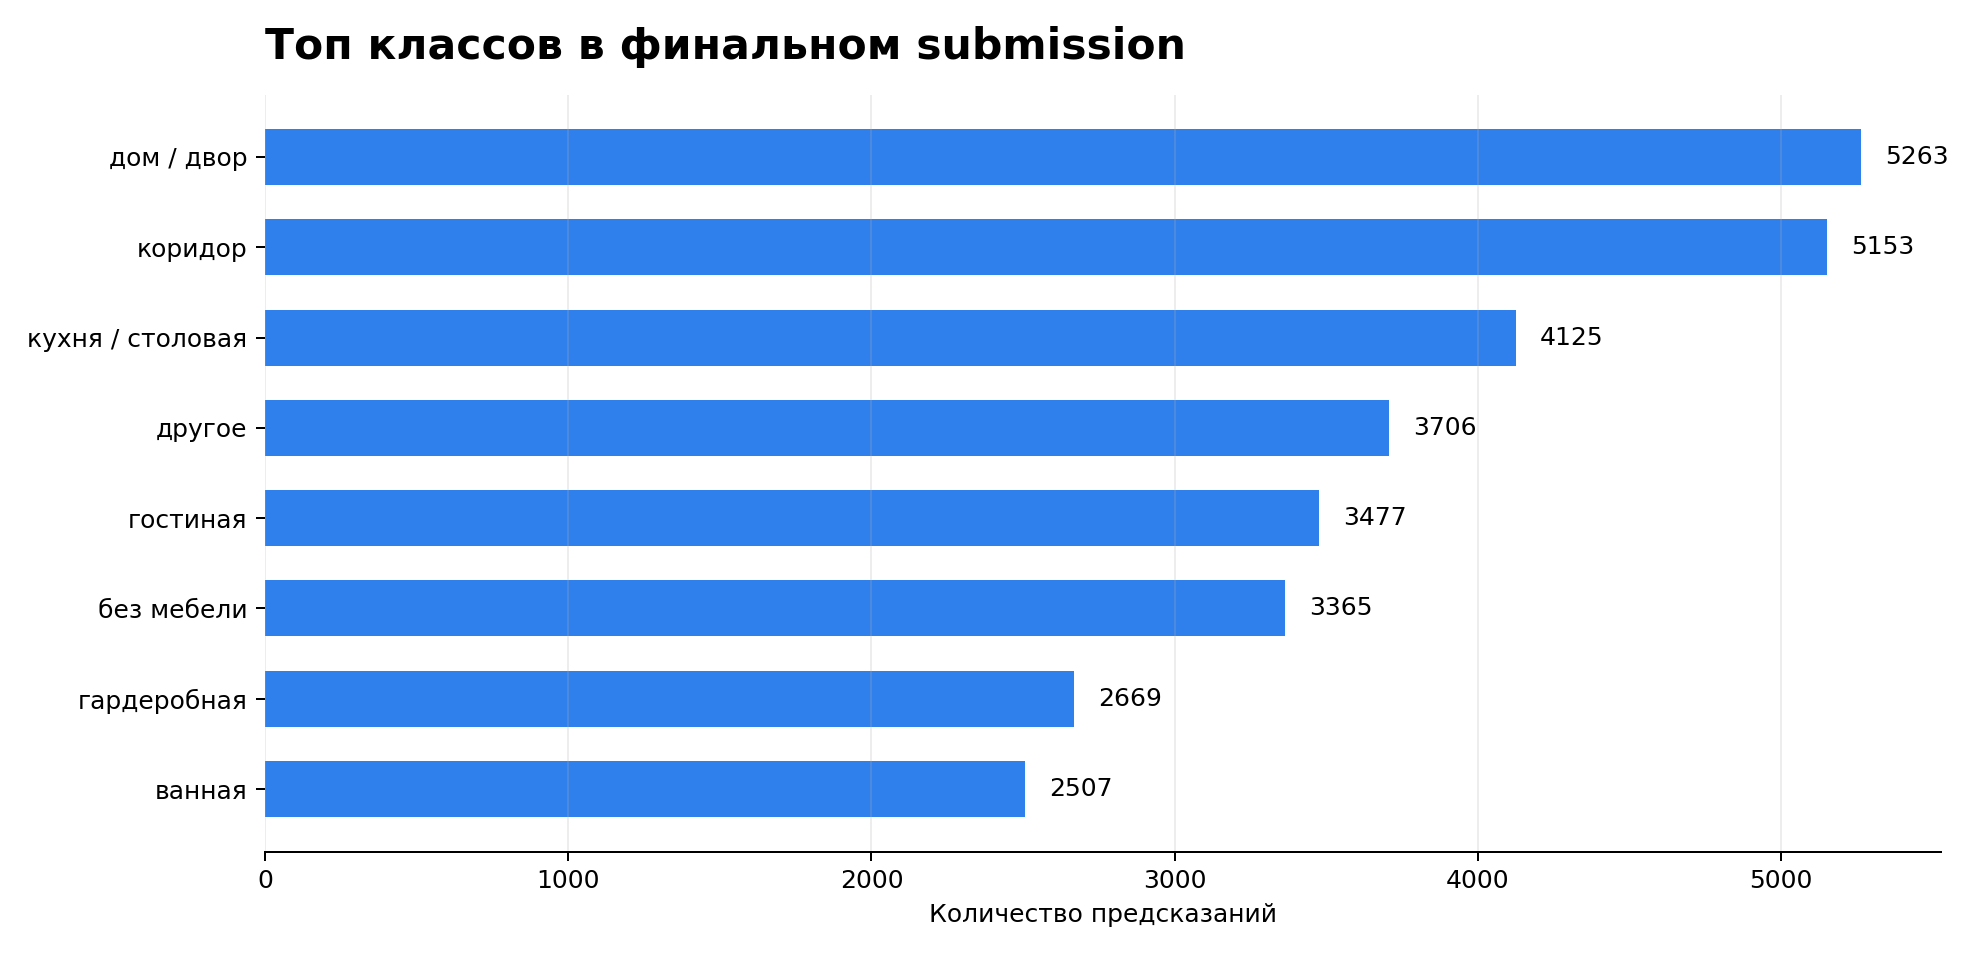 Топ классов в финальном submission
дом / двор 5263
коридор 5153
кухня / столовая 4125
другое 3706
гостиная 3477
без мебели 3365
гардеробная 2669
ванная 2507
0 1000 2000 3000 4000 5000
Количество предсказаний